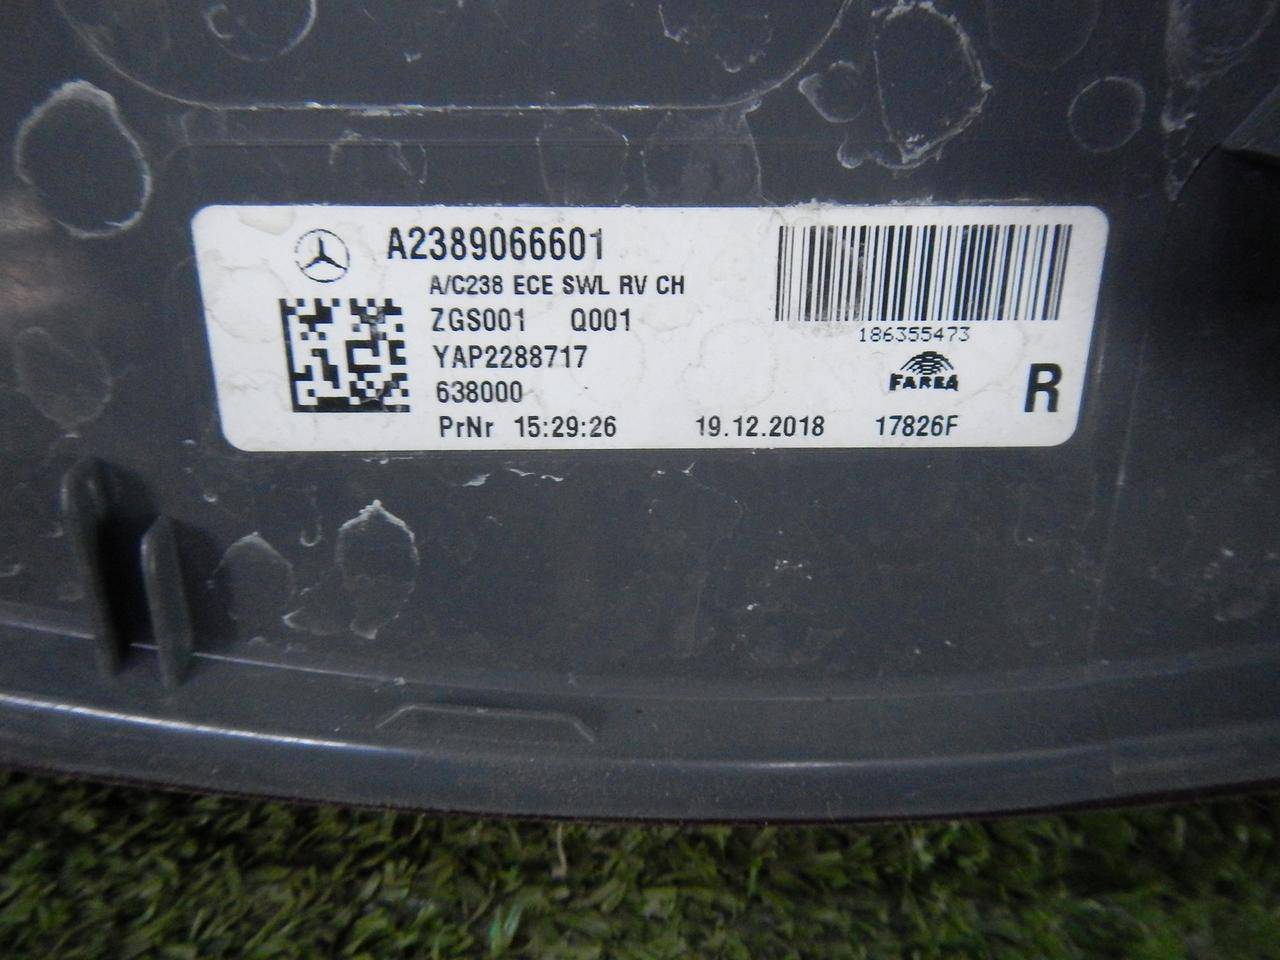 A2389066601
A/C238 ECE SWL RV CH
ZGS001 Q001
YAP2288717
638000
PrNr 15:29:26 19.12.2018 17826F
186355473
FARBA
R